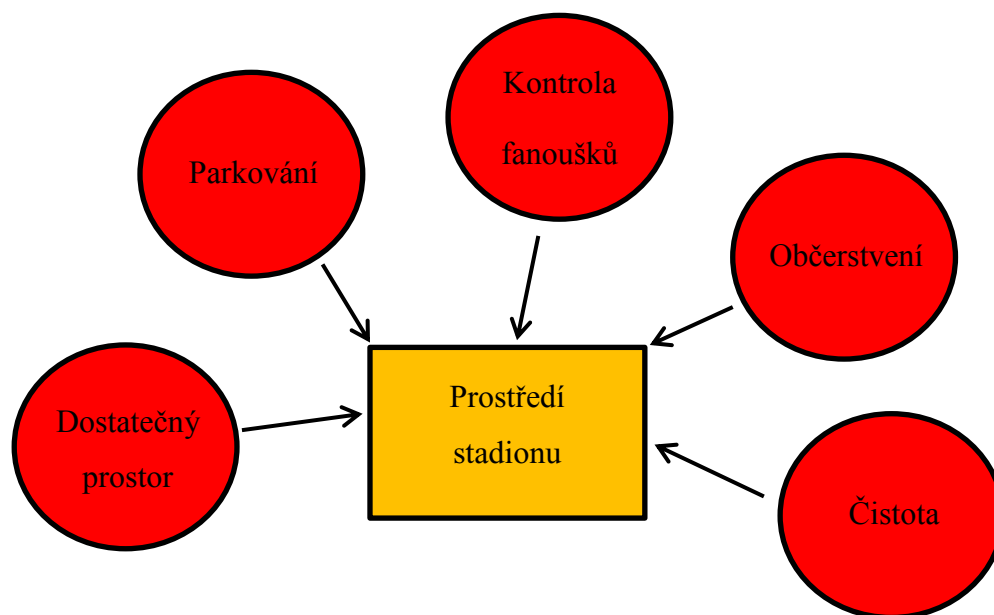 Kontrola
fanoušků
Parkování
Občerstvení
Prostředí
stadionu
Dostatečný
prostor
Čistota